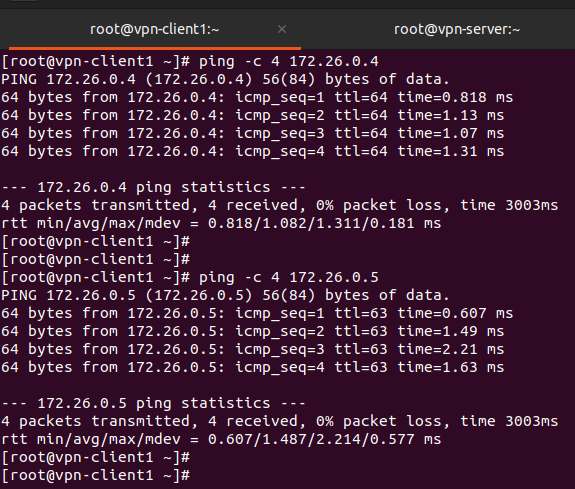 root@vpn-client1:~ × root@vpn-server:~
[root@vpn-client1 ~]# ping -c 4 172.26.0.4
PING 172.26.0.4 (172.26.0.4) 56(84) bytes of data.
64 bytes from 172.26.0.4: icmp_seq=1 ttl=64 time=0.818 ms
64 bytes from 172.26.0.4: icmp_seq=2 ttl=64 time=1.13 ms
64 bytes from 172.26.0.4: icmp_seq=3 ttl=64 time=1.07 ms
64 bytes from 172.26.0.4: icmp_seq=4 ttl=64 time=1.31 ms

--- 172.26.0.4 ping statistics ---
4 packets transmitted, 4 received, 0% packet loss, time 3003ms
rtt min/avg/max/mdev = 0.818/1.082/1.311/0.181 ms
[root@vpn-client1 ~]#
[root@vpn-client1 ~]#
[root@vpn-client1 ~]# ping -c 4 172.26.0.5
PING 172.26.0.5 (172.26.0.5) 56(84) bytes of data.
64 bytes from 172.26.0.5: icmp_seq=1 ttl=63 time=0.607 ms
64 bytes from 172.26.0.5: icmp_seq=2 ttl=63 time=1.49 ms
64 bytes from 172.26.0.5: icmp_seq=3 ttl=63 time=2.21 ms
64 bytes from 172.26.0.5: icmp_seq=4 ttl=63 time=1.63 ms

--- 172.26.0.5 ping statistics ---
4 packets transmitted, 4 received, 0% packet loss, time 3003ms
rtt min/avg/max/mdev = 0.607/1.487/2.214/0.577 ms
[root@vpn-client1 ~]#
[root@vpn-client1 ~]#